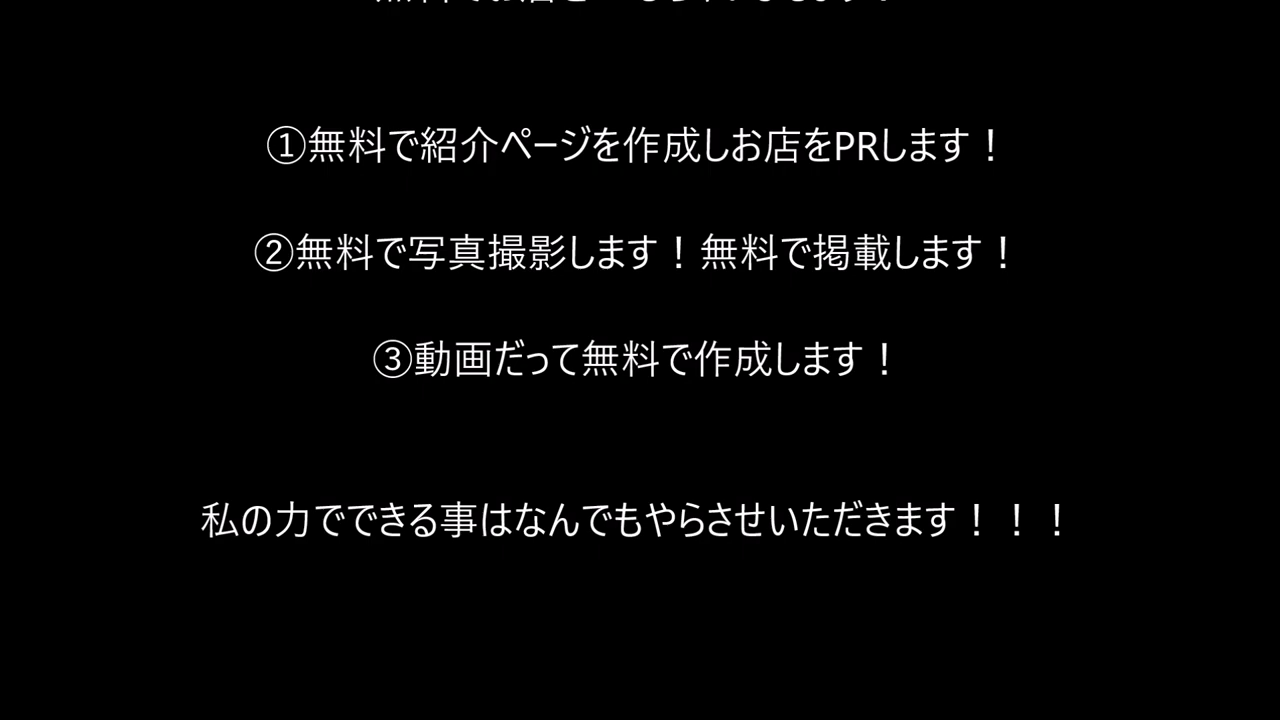 ①無料で紹介ページを作成しお店をPRします！
②無料で写真撮影します！無料で掲載します！
③動画だって無料で作成します！
私の力でできる事はなんでもやらさせいただきます！！！